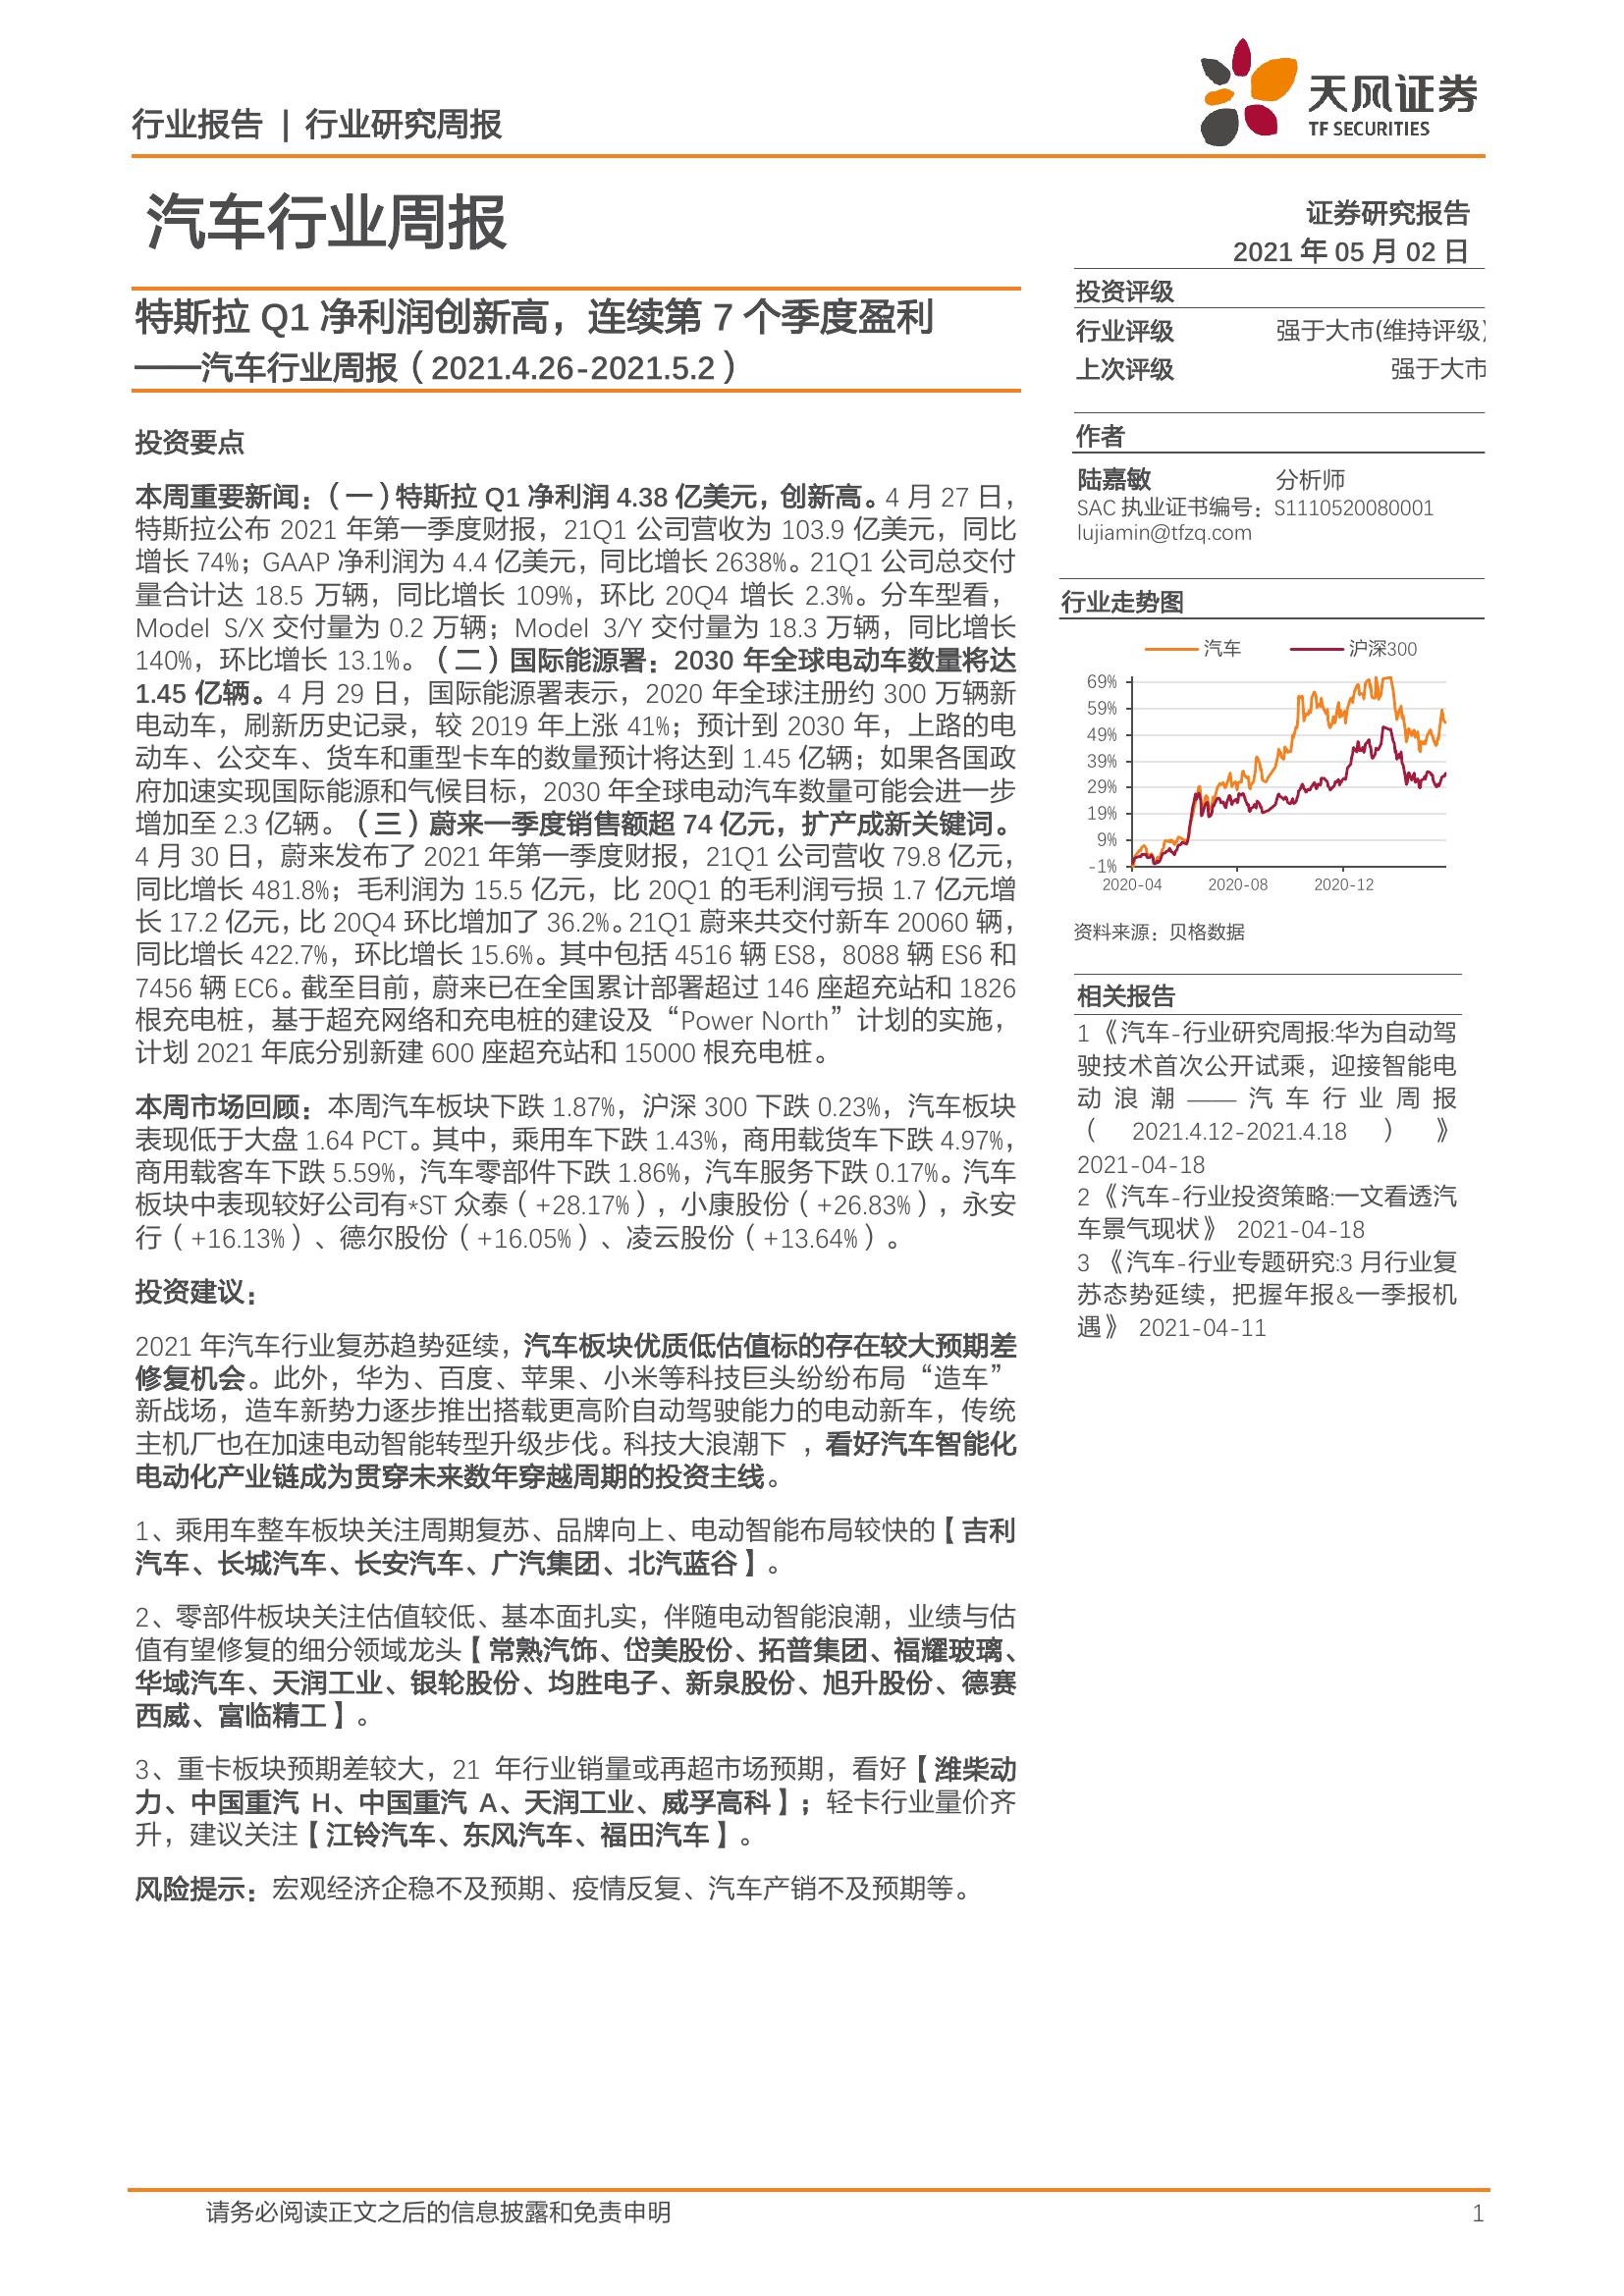 行业报告 | 行业研究周报
天风证券
TF SECURITIES
汽车行业周报
证券研究报告
2021 年 05 月 02 日
特斯拉 Q1 净利润创新高，连续第 7 个季度盈利
——汽车行业周报（2021.4.26-2021.5.2）
投资要点
本周重要新闻：（一）特斯拉 Q1 净利润 4.38 亿美元，创新高。4 月 27 日，
特斯拉公布 2021 年第一季度财报，21Q1 公司营收为 103.9 亿美元，同比
增长 74%；GAAP 净利润为 4.4 亿美元，同比增长 2638%。21Q1 公司总交付
量合计达 18.5 万辆，同比增长 109%，环比 20Q4 增长 2.3%。分车型看，
Model S/X 交付量为 0.2 万辆；Model 3/Y 交付量为 18.3 万辆，同比增长
140%，环比增长 13.1%。（二）国际能源署：2030 年全球电动车数量将达
1.45 亿辆。4 月 29 日，国际能源署表示，2020 年全球注册约 300 万辆新
电动车，刷新历史记录，较 2019 年上涨 41%；预计到 2030 年，上路的电
动车、公交车、货车和重型卡车的数量预计将达到 1.45 亿辆；如果各国政
府加速实现国际能源和气候目标，2030 年全球电动汽车数量可能会进一步
增加至 2.3 亿辆。（三）蔚来一季度销售额超 74 亿元，扩产成新关键词。
4 月 30 日，蔚来发布了 2021 年第一季度财报，21Q1 公司营收 79.8 亿元，
同比增长 481.8%；毛利润为 15.5 亿元，比 20Q1 的毛利润亏损 1.7 亿元增
长 17.2 亿元，比 20Q4 环比增加了 36.2%。21Q1 蔚来共交付新车 20060 辆，
同比增长 422.7%，环比增长 15.6%。其中包括 4516 辆 ES8，8088 辆 ES6 和
7456 辆 EC6。截至目前，蔚来已在全国累计部署超过 146 座超充站和 1826
根充电桩，基于超充网络和充电桩的建设及“Power North”计划的实施，
计划 2021 年底分别新建 600 座超充站和 15000 根充电桩。
本周市场回顾：本周汽车板块下跌 1.87%，沪深 300 下跌 0.23%，汽车板块
表现低于大盘 1.64 PCT。其中，乘用车下跌 1.43%，商用载货车下跌 4.97%，
商用载客车下跌 5.59%，汽车零部件下跌 1.86%，汽车服务下跌 0.17%。汽车
板块中表现较好公司有*ST 众泰（+28.17%），小康股份（+26.83%），永安
行（+16.13%）、德尔股份（+16.05%）、凌云股份（+13.64%）。
投资建议：
2021 年汽车行业复苏趋势延续，汽车板块优质低估值标的存在较大预期差
修复机会。此外，华为、百度、苹果、小米等科技巨头纷纷布局“造车”
新战场，造车新势力逐步推出搭载更高阶自动驾驶能力的电动新车，传统
主机厂也在加速电动智能转型升级步伐。科技大浪潮下 ，看好汽车智能化
电动化产业链成为贯穿未来数年穿越周期的投资主线。
1、乘用车整车板块关注周期复苏、品牌向上、电动智能布局较快的【吉利
汽车、长城汽车、长安汽车、广汽集团、北汽蓝谷】。
2、零部件板块关注估值较低、基本面扎实，伴随电动智能浪潮，业绩与估
值有望修复的细分领域龙头【常熟汽饰、岱美股份、拓普集团、福耀玻璃、
华域汽车、天润工业、银轮股份、均胜电子、新泉股份、旭升股份、德赛
西威、富临精工】。
3、重卡板块预期差较大，21 年行业销量或再超市场预期，看好【潍柴动
力、中国重汽 H、中国重汽 A、天润工业、威孚高科】；轻卡行业量价齐
升，建议关注【江铃汽车、东风汽车、福田汽车】。
风险提示：宏观经济企稳不及预期、疫情反复、汽车产销不及预期等。
投资评级
行业评级 强于大市(维持评级)
上次评级 强于大市
作者
陆嘉敏 分析师
SAC 执业证书编号：S1110520080001
lujiamin@tfzq.com
行业走势图
汽车 沪深300
69%
59%
49%
39%
29%
19%
9%
-1%
2020-04 2020-08 2020-12
资料来源：贝格数据
相关报告
1 《汽车-行业研究周报:华为自动驾
驶技术首次公开试乘，迎接智能电
动浪潮——汽车行业周报
（2021.4.12-2021.4.18）》
2021-04-18
2 《汽车-行业投资策略:一文看透汽
车景气现状》 2021-04-18
3 《汽车-行业专题研究:3 月行业复
苏态势延续，把握年报&一季报机
遇》 2021-04-11
请务必阅读正文之后的信息披露和免责申明 1